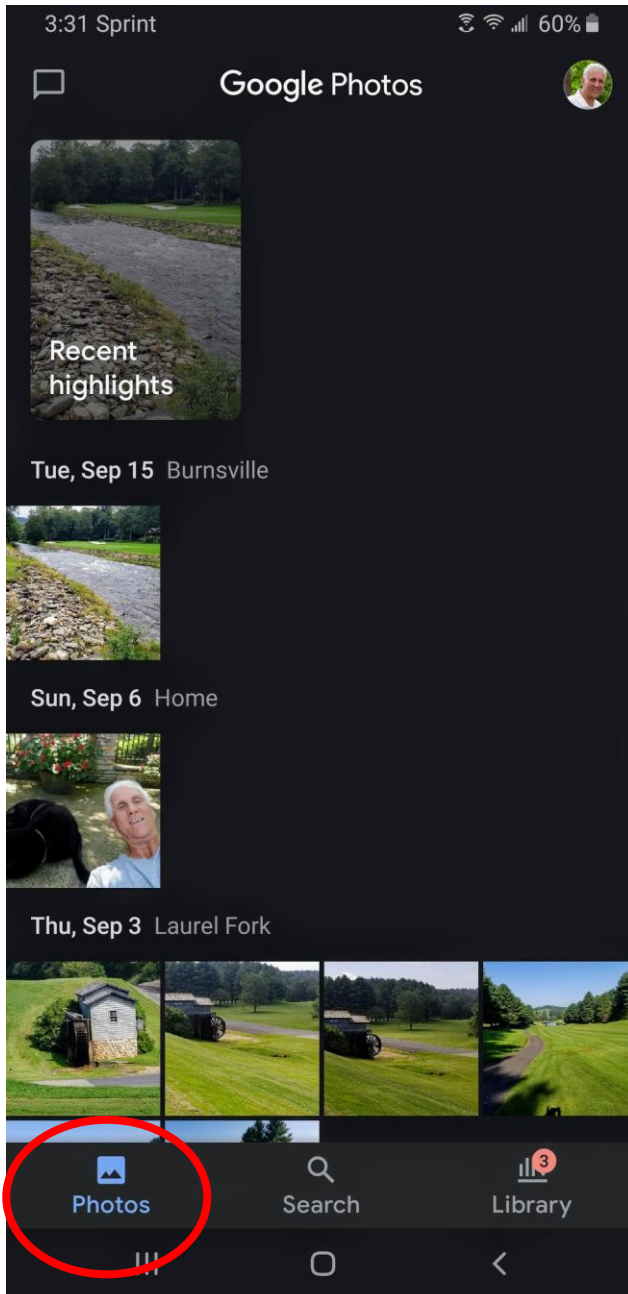 3:31 Sprint 60%
Google Photos
Recent
highlights
Tue, Sep 15 Burnsville
Sun, Sep 6 Home
Thu, Sep 3 Laurel Fork
3
Photos Search Library